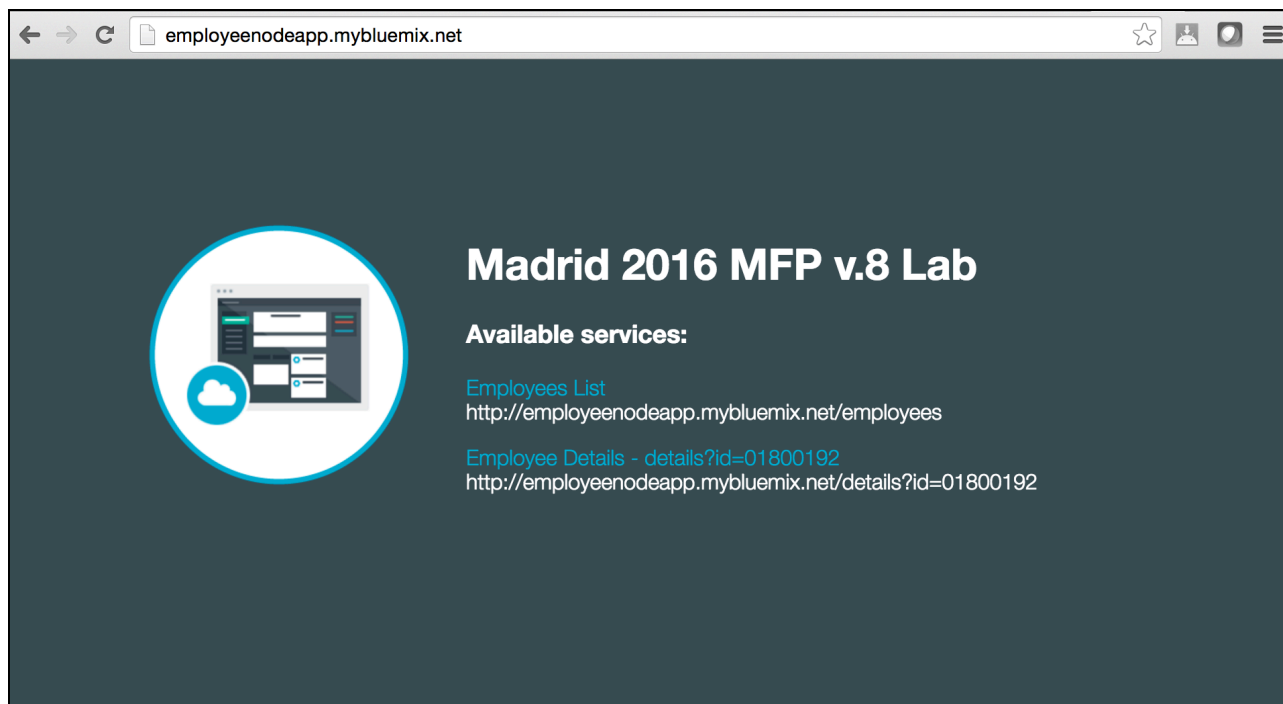 employeenodeapp.mybluemix.net
Madrid 2016 MFP v.8 Lab
Available services:
Employees List
http://employeenodeapp.mybluemix.net/employees
Employee Details - details?id=01800192
http://employeenodeapp.mybluemix.net/details?id=01800192